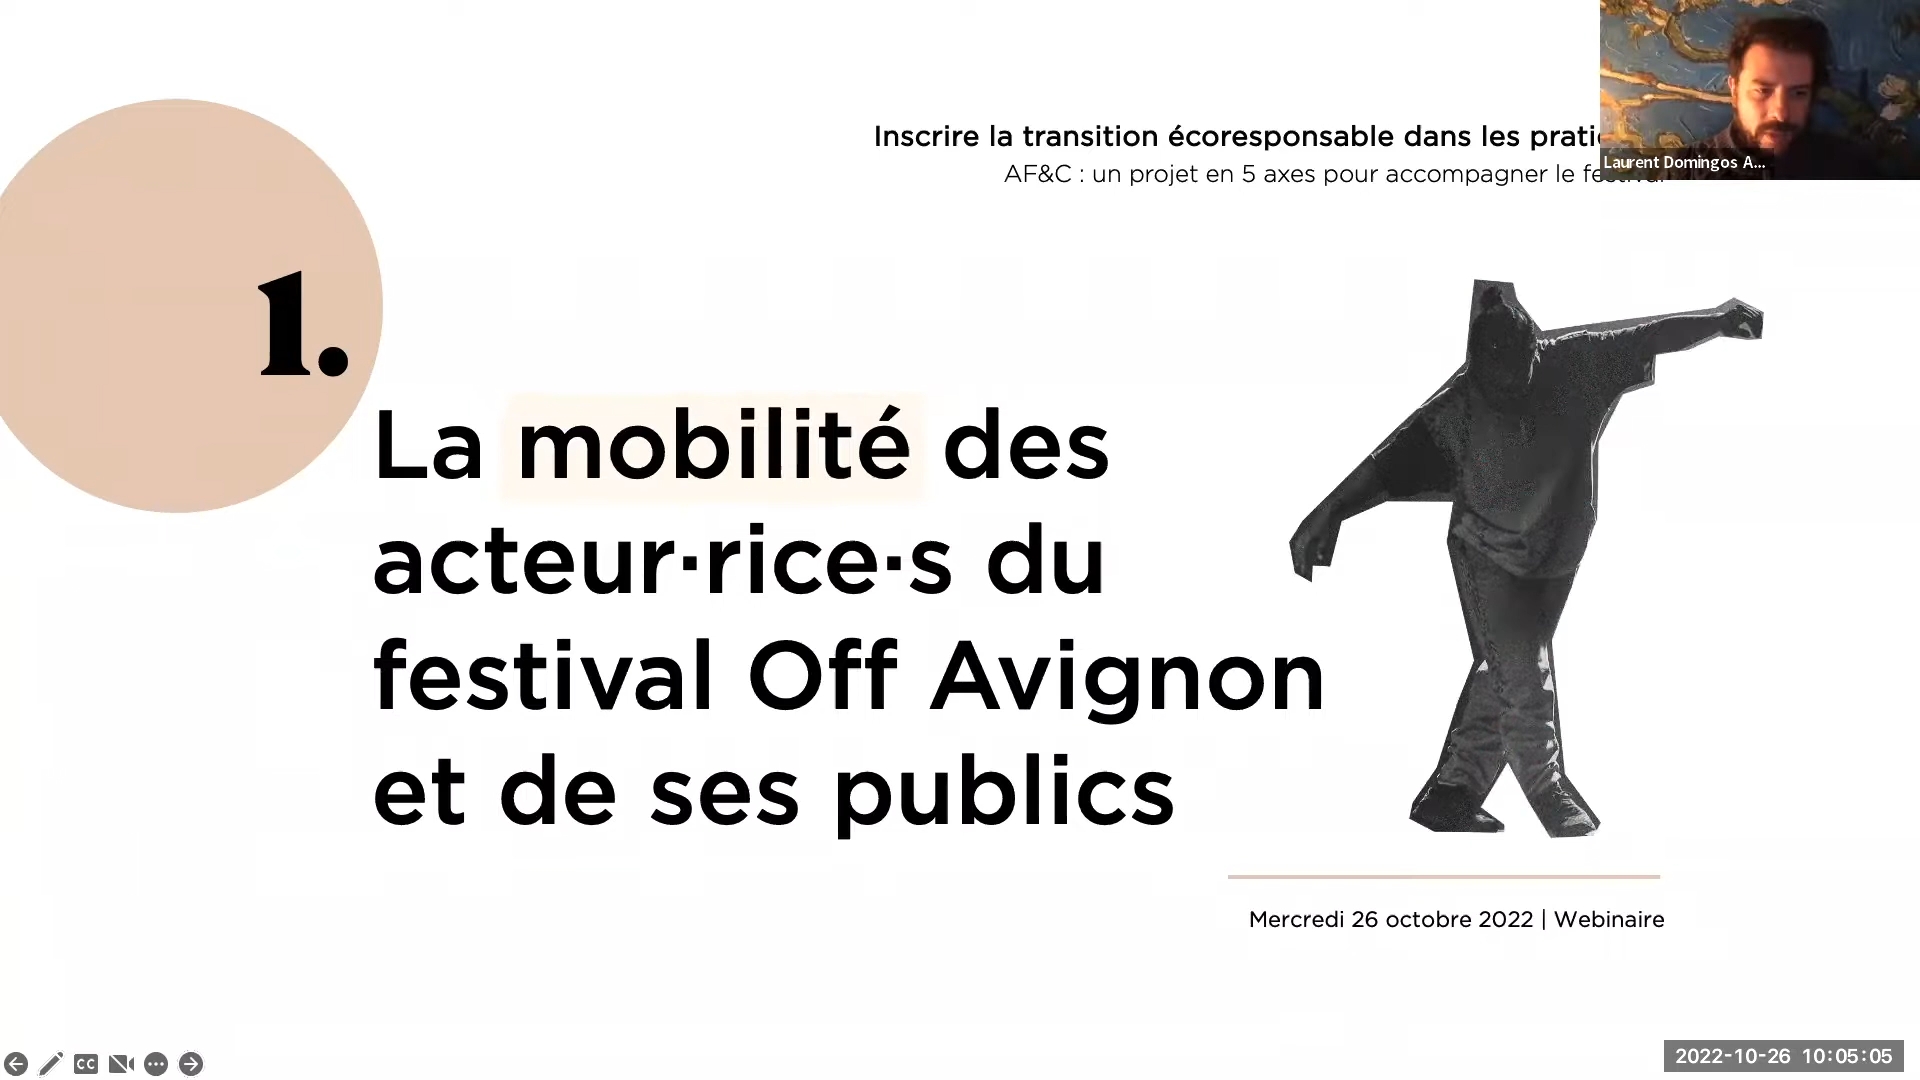 Inscrire la transition écoresponsable dans les
AF&C : un projet en 5 axes pour accompagner le festival
Laurent Domingos A...
1.
La mobilité des
acteur·rice·s du
festival Off Avignon
et de ses publics
Mercredi 26 octobre 2022 | Webinaire
CC
2022-10-26 10:05:05